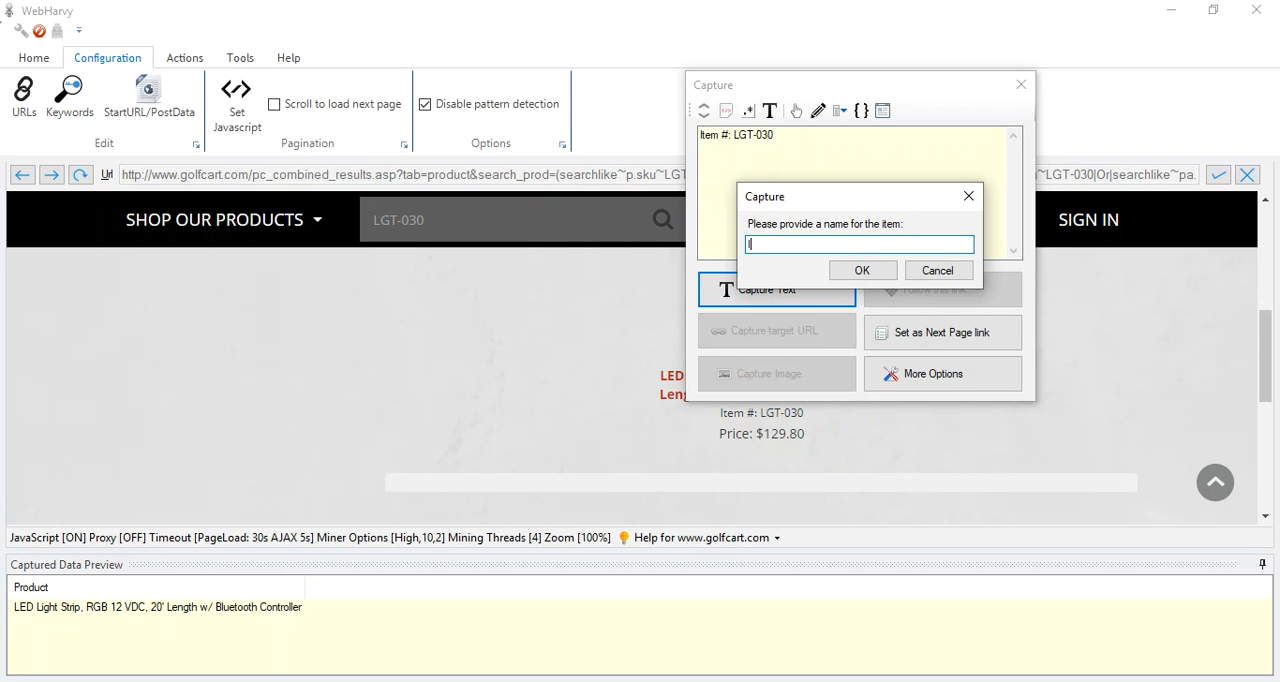 WebHarvy
Home Configuration Actions Tools Help
URLs Keywords StartURL/PostData Set Javascript Scroll to load next page Disable pattern detection
Edit Pagination Options
Url http://www.golfcart.com/pc_combined_results.asp?tab=product&search_prod=(searchlike~p.sku~LGT ~LGT-030|Or|searchlike~pa.
SHOP OUR PRODUCTS LGT-030 SIGN IN
Capture
Item #: LGT-030
Capture
Please provide a name for the item:
I
OK Cancel
Capture Text Follow this link
Capture target URL Set as Next Page link
Capture Image More Options
LED
Leng
Item #: LGT-030
Price: $129.80
JavaScript [ON] Proxy [OFF] Timeout [PageLoad: 30s AJAX 5s] Miner Options [High,10,2] Mining Threads [4] Zoom [100%] Help for www.golfcart.com
Captured Data Preview
Product
LED Light Strip, RGB 12 VDC, 20' Length w/ Bluetooth Controller